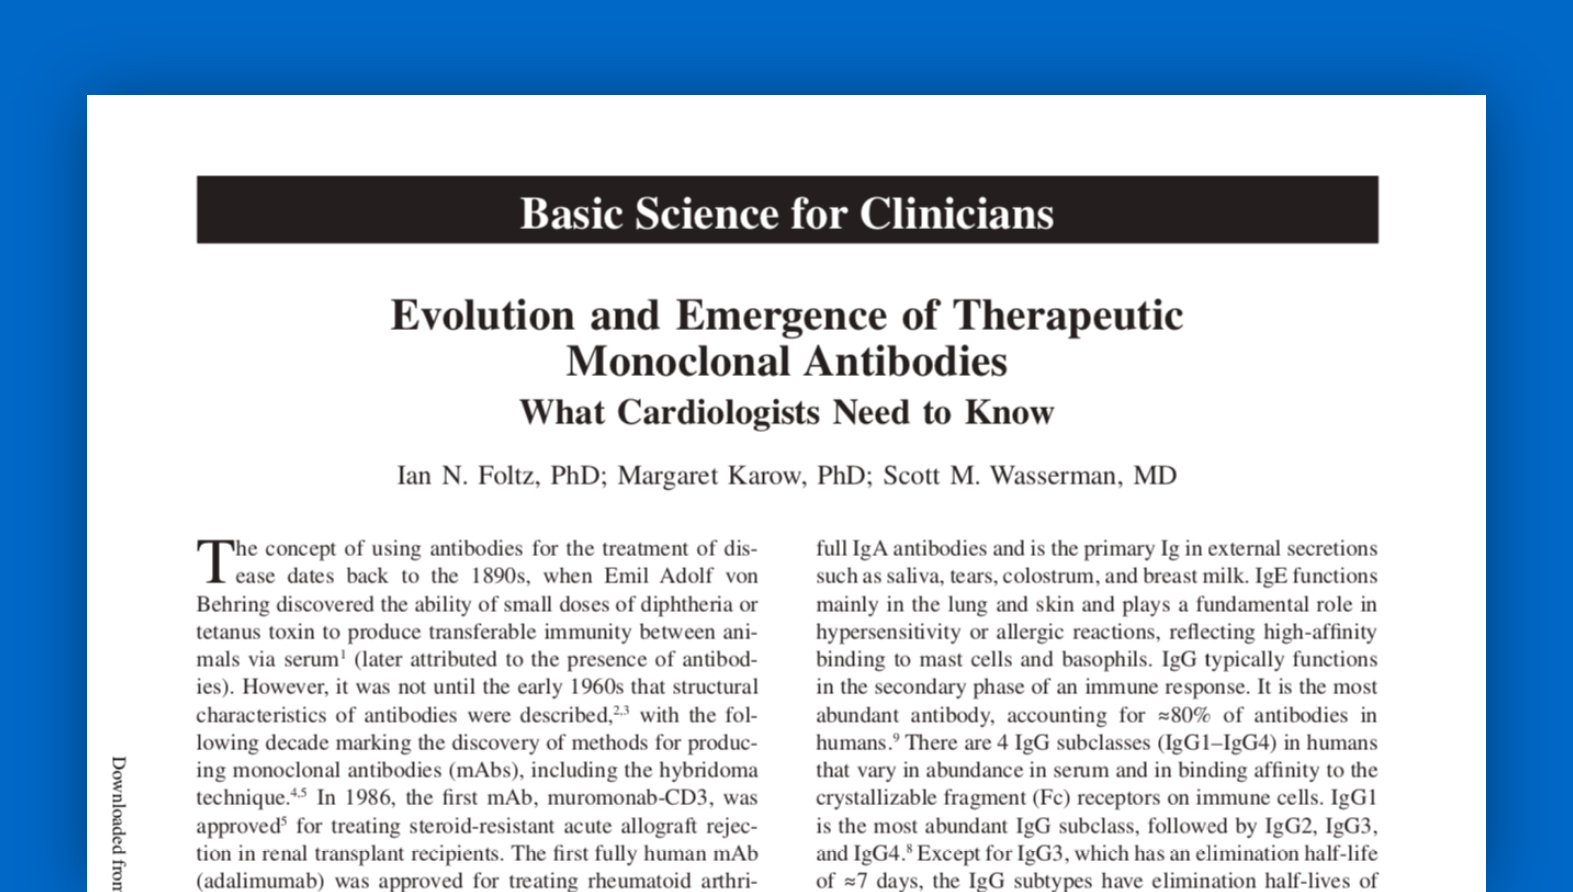 Basic Science for Clinicians
Evolution and Emergence of Therapeutic
Monoclonal Antibodies
What Cardiologists Need to Know
Ian N. Foltz, PhD; Margaret Karow, PhD; Scott M. Wasserman, MD
The concept of using antibodies for the treatment of dis-
ease dates back to the 1890s, when Emil Adolf von
Behring discovered the ability of small doses of diphtheria or
tetanus toxin to produce transferable immunity between ani-
mals via serum¹ (later attributed to the presence of antibod-
ies). However, it was not until the early 1960s that structural
characteristics of antibodies were described,²,³ with the fol-
lowing decade marking the discovery of methods for produc-
ing monoclonal antibodies (mAbs), including the hybridoma
technique.⁴,⁵ In 1986, the first mAb, muromonab-CD3, was
approved⁵ for treating steroid-resistant acute allograft rejec-
tion in renal transplant recipients. The first fully human mAb
(adalimumab) was approved for treating rheumatoid arthri-
full IgA antibodies and is the primary Ig in external secretions
such as saliva, tears, colostrum, and breast milk. IgE functions
mainly in the lung and skin and plays a fundamental role in
hypersensitivity or allergic reactions, reflecting high-affinity
binding to mast cells and basophils. IgG typically functions
in the secondary phase of an immune response. It is the most
abundant antibody, accounting for ≈80% of antibodies in
humans.⁹ There are 4 IgG subclasses (IgG1–IgG4) in humans
that vary in abundance in serum and in binding affinity to the
crystallizable fragment (Fc) receptors on immune cells. IgG1
is the most abundant IgG subclass, followed by IgG2, IgG3,
and IgG4.⁸ Except for IgG3, which has an elimination half-life
of ≈7 days, the IgG subtypes have elimination half-lives of
Downloaded from